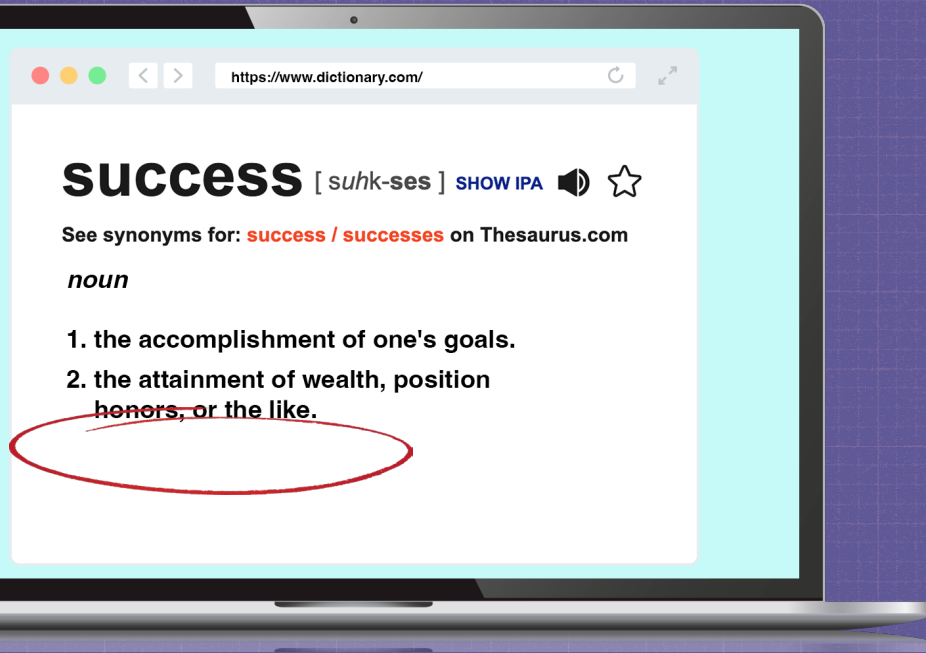 https://www.dictionary.com/
success [ suhk-ses ] SHOW IPA
See synonyms for: success / successes on Thesaurus.com
noun
1. the accomplishment of one's goals.
2. the attainment of wealth, position
honors, or the like.